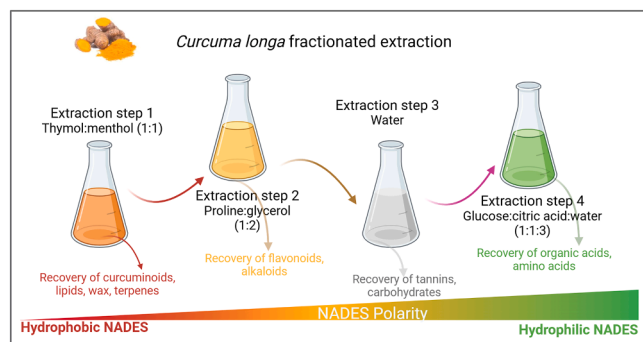 Curcuma longa fractionated extraction
Extraction step 1
Thymol:menthol (1:1)
Extraction step 2
Proline:glycerol
(1:2)
Extraction step 3
Water
Extraction step 4
Glucose:citric acid:water
(1:1:3)
Recovery of curcuminoids,
lipids, wax, terpenes
Recovery of flavonoids,
alkaloids
Recovery of tannins,
carbohydrates
Recovery of organic acids,
amino acids
Hydrophobic NADES
NADES Polarity
Hydrophilic NADES